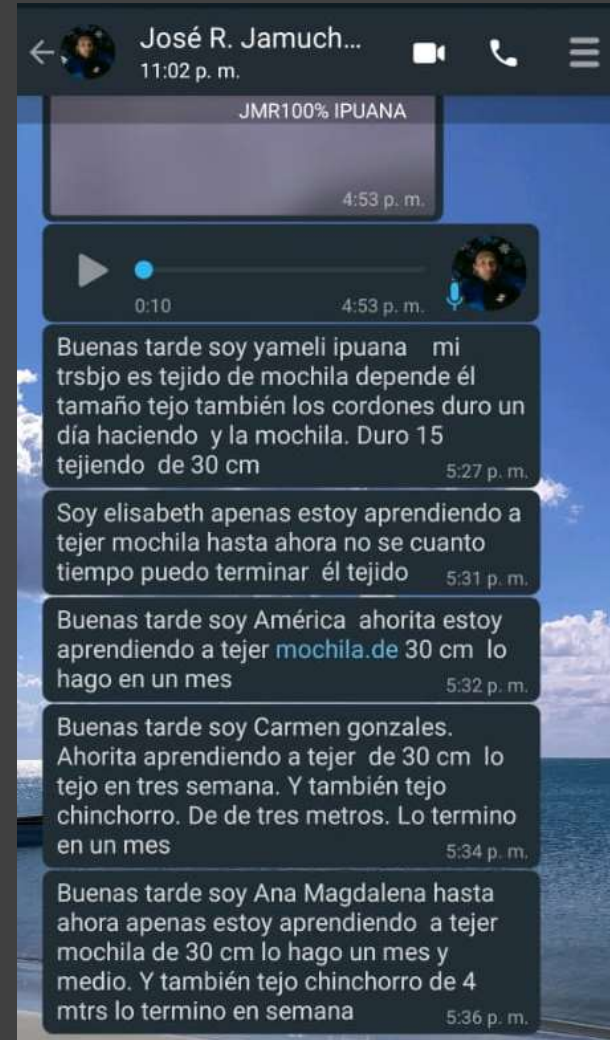 José R. Jamuch...
11:02 p. m.
JMR100% IPUANA
4:53 p. m.
0:10
4:53 p. m.
Buenas tarde soy yameli ipuana mi
trsbjo es tejido de mochila depende él
tamaño tejo también los cordones duro un
día haciendo y la mochila. Duro 15
tejiendo de 30 cm
5:27 p. m.
Soy elisabeth apenas estoy aprendiendo a
tejer mochila hasta ahora no se cuanto
tiempo puedo terminar él tejido
5:31 p. m.
Buenas tarde soy América ahorita estoy
aprendiendo a tejer mochila.de 30 cm lo
hago en un mes
5:32 p. m.
Buenas tarde soy Carmen gonzales.
Ahorita aprendiendo a tejer de 30 cm lo
tejo en tres semana. Y también tejo
chinchorro. De de tres metros. Lo termino
en un mes
5:34 p. m.
Buenas tarde soy Ana Magdalena hasta
ahora apenas estoy aprendiendo a tejer
mochila de 30 cm lo hago un mes y
medio. Y también tejo chinchorro de 4
mtrs lo termino en semana
5:36 p. m.